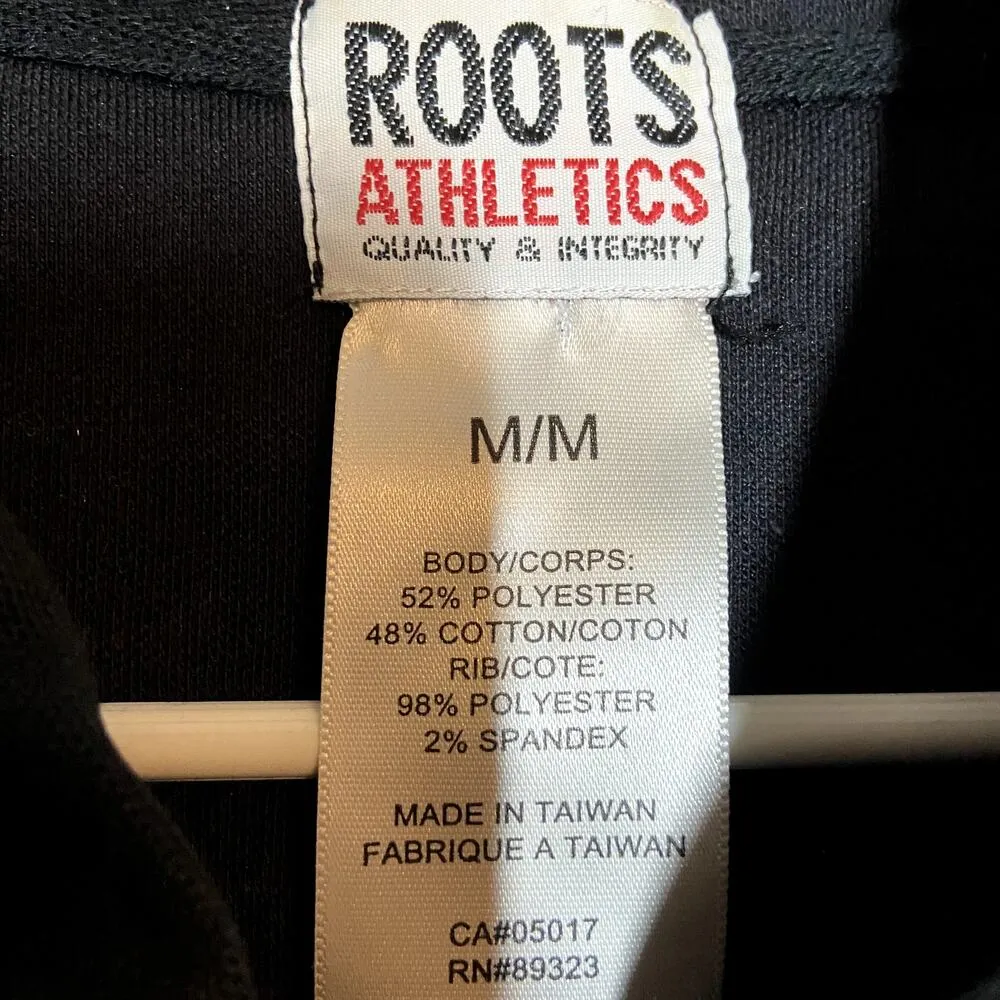 ROOTS
ATHLETICS
QUALITY & INTEGRITY
M/M
BODY/CORPS:
52% POLYESTER
48% COTTON/COTON
RIB/COTE:
98% POLYESTER
2% SPANDEX
MADE IN TAIWAN
FABRIQUE A TAIWAN
CA#05017
RN#89323